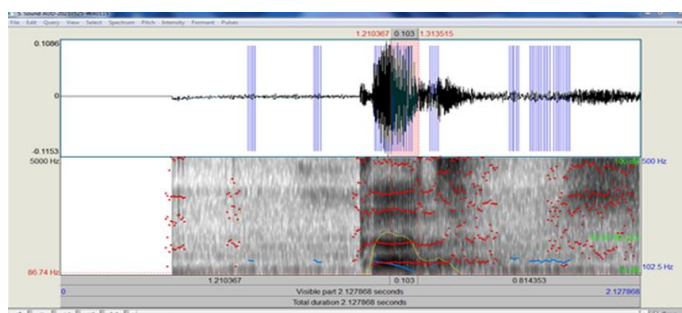 File Edit Query View Select Spectrum Pitch Intensity Formant Pulses
1.210367 0.103 1.313515
0.1086
0
-0.1153
5000 Hz 500 Hz
86.74 Hz 102.5 Hz
1.210367 0.103 0.814353
0 Visible part 2.127868 seconds 2.127868
Total duration 2.127868 seconds